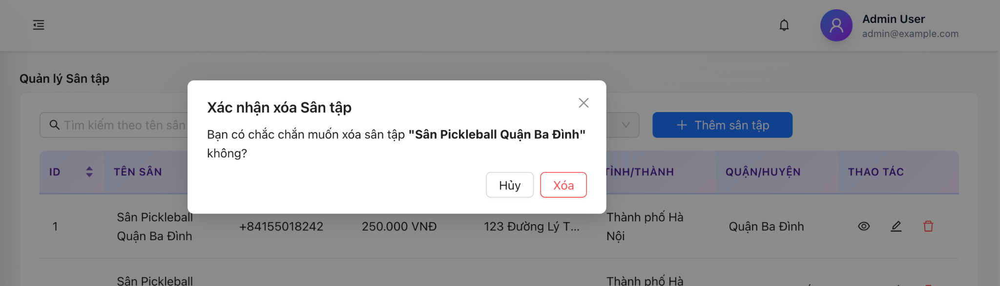 Admin User
admin@example.com
Quản lý Sân tập
Xác nhận xóa Sân tập
Bạn có chắc chắn muốn xóa sân tập "Sân Pickleball Quận Ba Đình"
không?
Hủy
Xóa
Tìm kiếm theo tên sân
Thêm sân tập
ID
TÊN SÂN
TỈNH/THÀNH
QUẬN/HUYỆN
THAO TÁC
1
Sân Pickleball
Quận Ba Đình
+84155018242
250.000 VNĐ
123 Đường Lý T...
Thành phố Hà
Nội
Quận Ba Đình
Sân Pickleball
Thành phố Hà